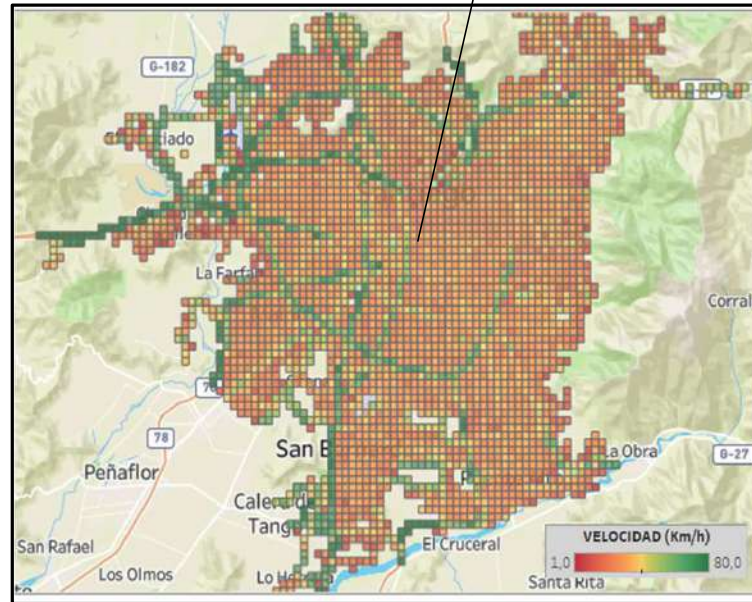 G-182
La Farfa
Corral
78
San B
La Obra
G-27
Peñaflor
Calera de
Tang
San Rafael
El Cruceral
VELOCIDAD (Km/h)
1,0
80,0
Los Olmos
Lo H
Santa Rita